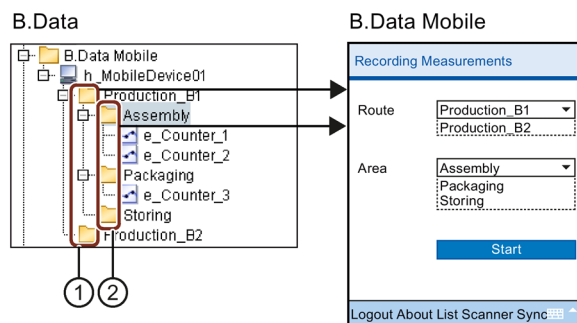 B.Data
B.Data Mobile
h_MobileDevice01
Production_B1
Assembly
e_Counter_1
e_Counter_2
Packaging
e_Counter_3
Storing
Production_B2
1
2
B.Data Mobile
Recording Measurements
Route
Production_B1
Production_B2
Area
Assembly
Packaging
Storing
Start
Logout About List Scanner Sync